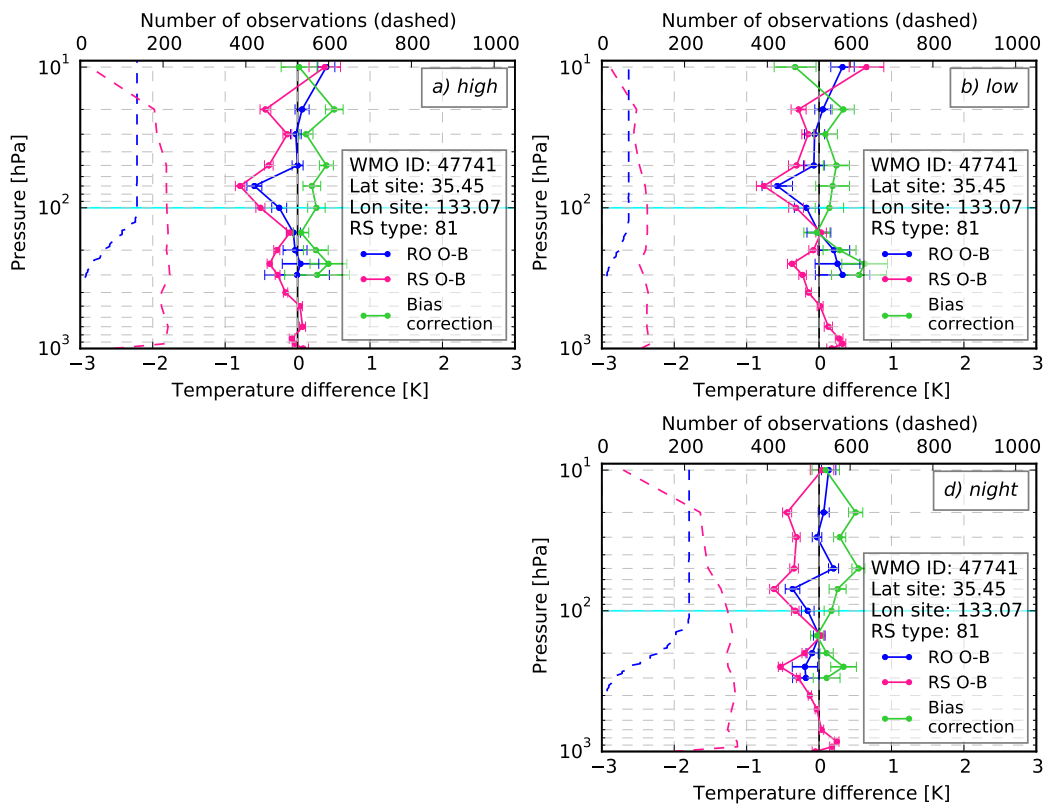 Number of observations (dashed)
0 200 400 600 800 1000
10¹
10²
10³
Pressure [hPa]
a) high
WMO ID: 47741
Lat site: 35.45
Lon site: 133.07
RS type: 81
RO O-B
RS O-B
Bias
correction
−3 −2 −1 0 1 2 3
Temperature difference [K]
Number of observations (dashed)
0 200 400 600 800 1000
10¹
10²
10³
Pressure [hPa]
b) low
WMO ID: 47741
Lat site: 35.45
Lon site: 133.07
RS type: 81
RO O-B
RS O-B
Bias
correction
−3 −2 −1 0 1 2 3
Temperature difference [K]
Number of observations (dashed)
0 200 400 600 800 1000
10¹
10²
10³
Pressure [hPa]
d) night
WMO ID: 47741
Lat site: 35.45
Lon site: 133.07
RS type: 81
RO O-B
RS O-B
Bias
correction
−3 −2 −1 0 1 2 3
Temperature difference [K]